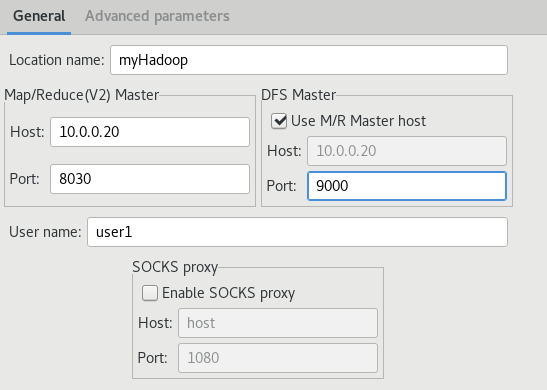 General Advanced parameters
Location name: myHadoop
Map/Reduce(V2) Master
Host: 10.0.0.20
Port: 8030
DFS Master
Use M/R Master host
Host: 10.0.0.20
Port: 9000
User name: user1
SOCKS proxy
Enable SOCKS proxy
Host: host
Port: 1080